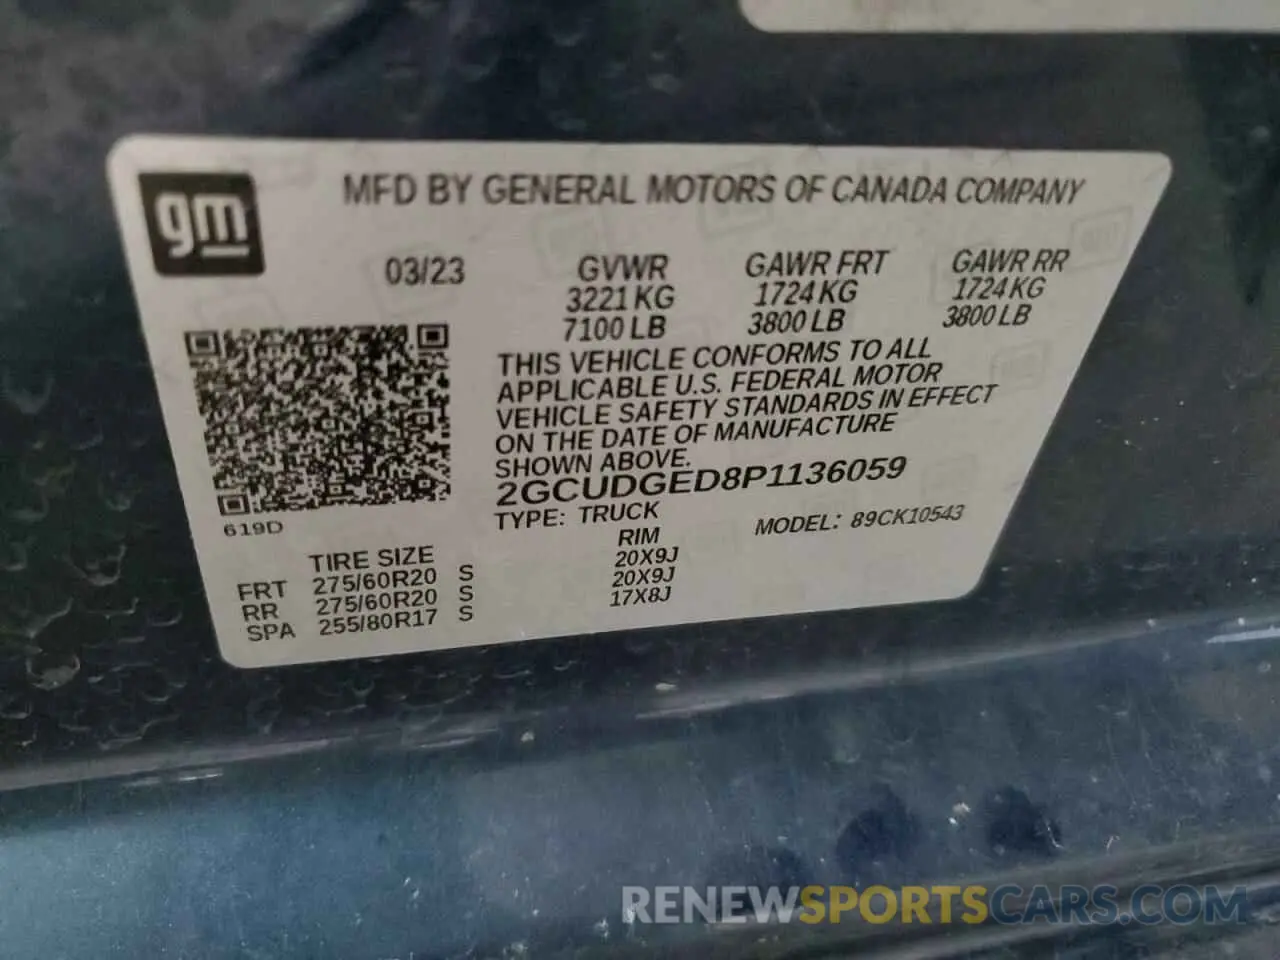 gm
MFD BY GENERAL MOTORS OF CANADA COMPANY
03/23 GVWR GAWR FRT GAWR RR
3221 KG 1724 KG 1724 KG
7100 LB 3800 LB 3800 LB
THIS VEHICLE CONFORMS TO ALL
APPLICABLE U.S. FEDERAL MOTOR
VEHICLE SAFETY STANDARDS IN EFFECT
ON THE DATE OF MANUFACTURE
SHOWN ABOVE.
2GCUDGED8P1136059
619D TYPE: TRUCK MODEL: 89CK10543
TIRE SIZE RIM
FRT 275/60R20 S 20X9J
RR 275/60R20 S 20X9J
SPA 255/80R17 S 17X8J
RENEWSPORTSCARS.COM